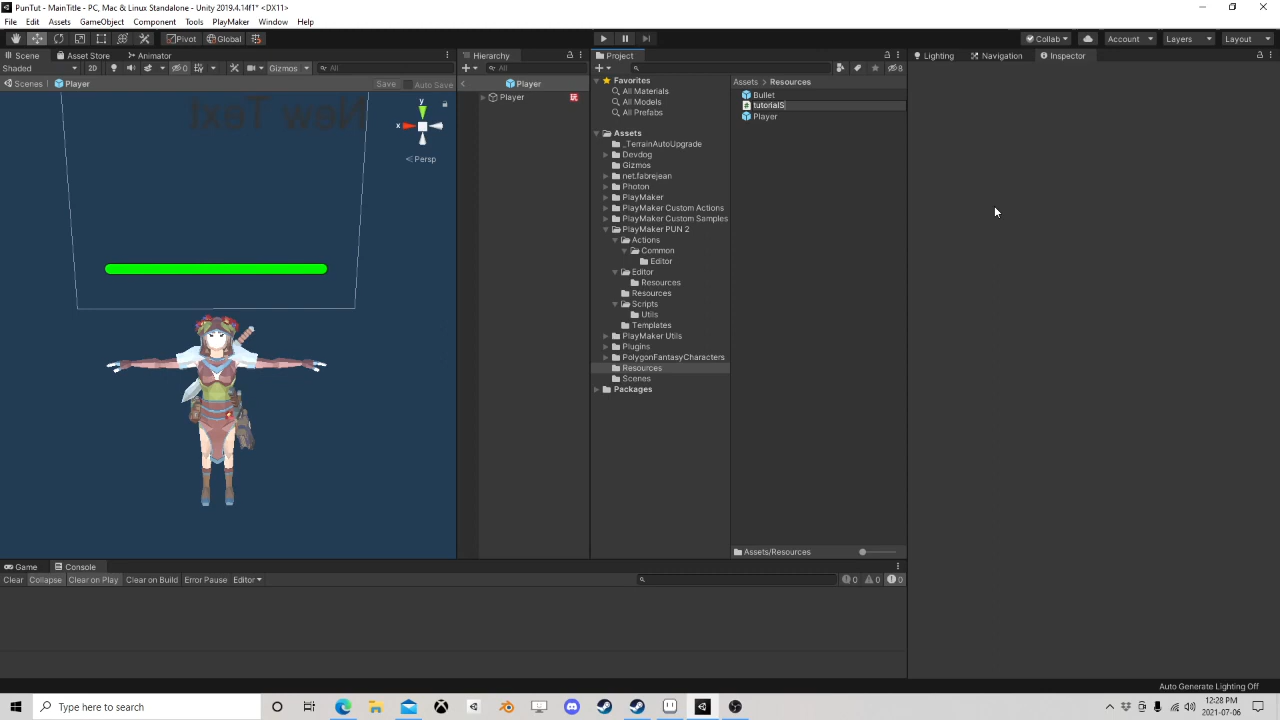 PunTut - MainTitle - PC, Mac & Linux Standalone - Unity 2019.4.14f1* <DX11>
File Edit Assets GameObject Component Tools PlayMaker Window Help
Pivot Global Collab Account Layers Layout
Scene Asset Store Animator Hierarchy Project Lighting Navigation Inspector
Shaded 2D 0 Gizmos All All 8
Scenes Player Save Auto Save Player
Player
New Text
y
x
Persp
Favorites
All Materials
All Models
All Prefabs
Assets
_TerrainAutoUpgrade
Devdog
Gizmos
net.fabrejean
Photon
PlayMaker
PlayMaker Custom Actions
PlayMaker Custom Samples
PlayMaker PUN 2
Actions
Common
Editor
Editor
Resources
Resources
Scripts
Utils
Templates
PlayMaker Utils
Plugins
PolygonFantasyCharacters
Resources
Scenes
Packages
Assets Resources
Bullet
tutorialS
Player
Assets/Resources
Game Console
Clear Collapse Clear on Play Clear on Build Error Pause Editor 0 0 0
Auto Generate Lighting Off
Type here to search
12:28 PM
2021-07-06